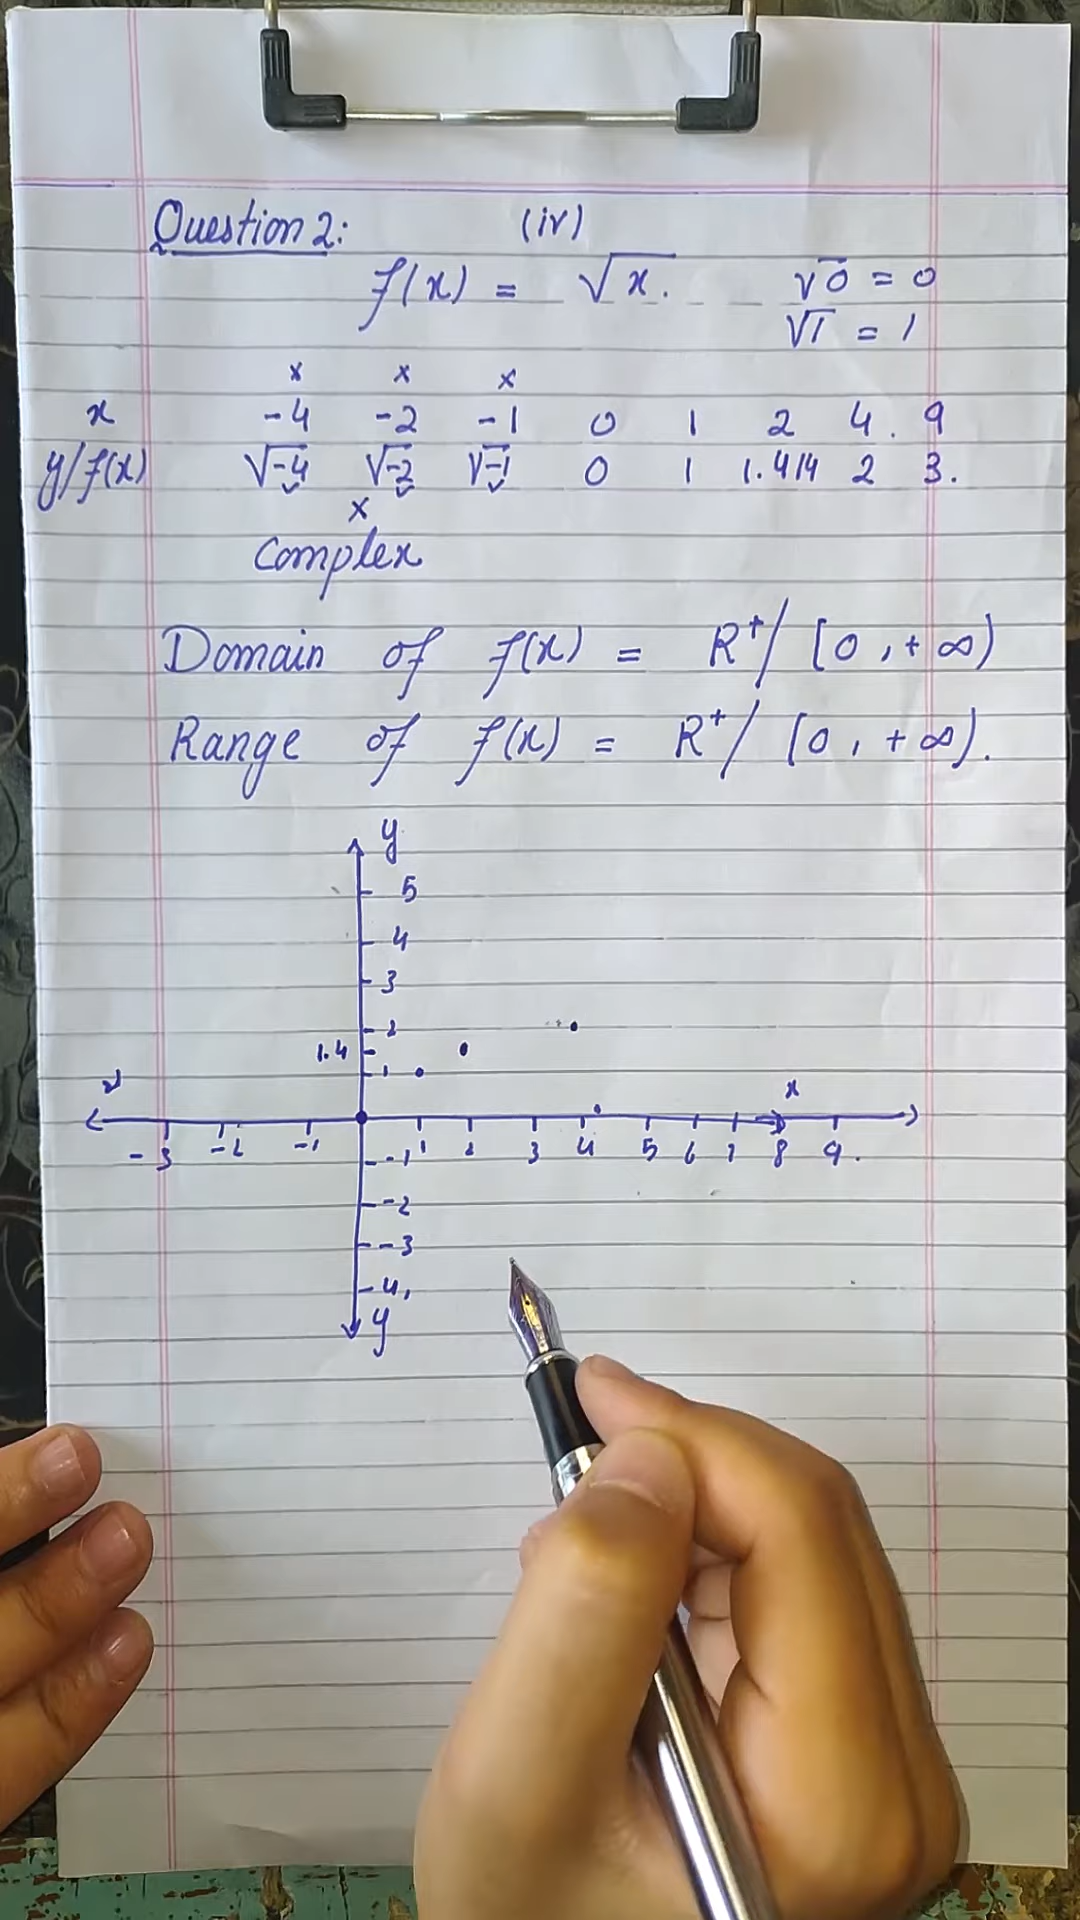 Question 2: (iv)
f(x) = √x.
√0 = 0
√1 = 1
x x x
x -4 -2 -1 0 1 2 4. 9
y/f(x) √-4 √-2 √-1 0 1 1.414 2 3.
x
Complex
Domain of f(x) = R⁺/ [0, +∞)
Range of f(x) = R⁺/ [0, +∞).
y
5
4
3
2
1.4
1
x
-3 -2 -1 1 2 3 4 5 6 7 8 9.
-1
-2
-3
-4,
y